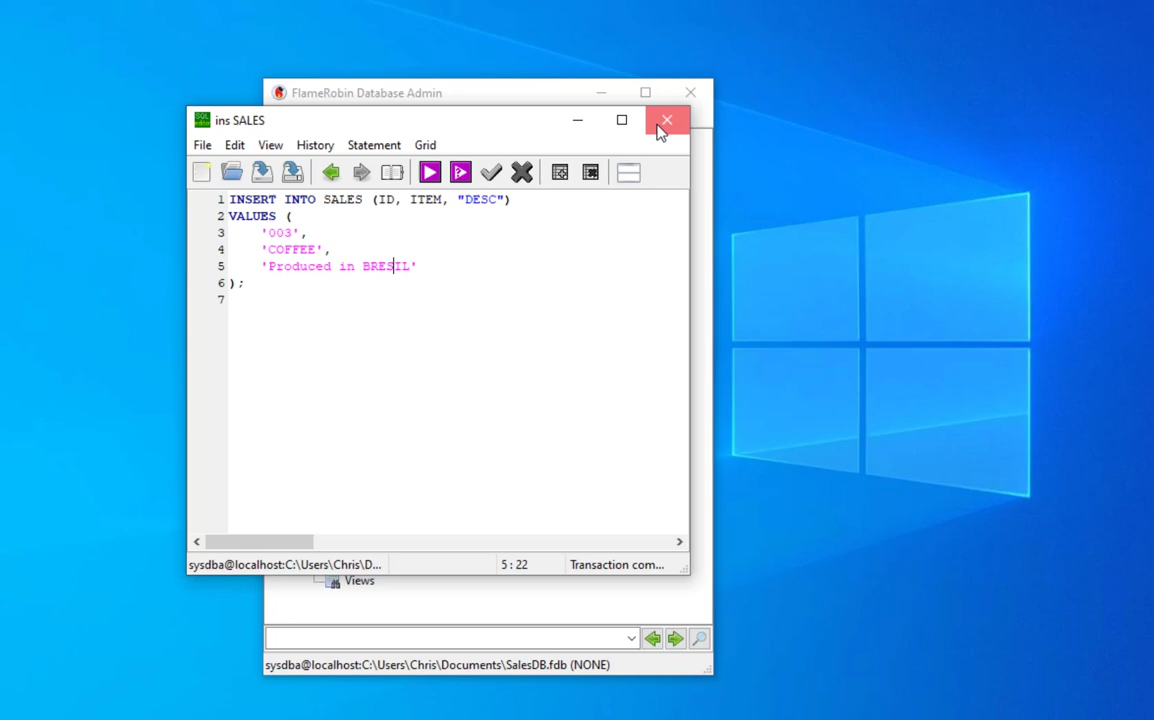 FlameRobin Database Admin
ins SALES
File Edit View History Statement Grid
1 INSERT INTO SALES (ID, ITEM, "DESC")
2 VALUES (
3 '003',
4 'COFFEE',
5 'Produced in BRESIL'
6 );
7
sysdba@localhost:C:\Users\Chris\D... 5 : 22 Transaction com...
Views
sysdba@localhost:C:\Users\Chris\Documents\SalesDB.fdb (NONE)